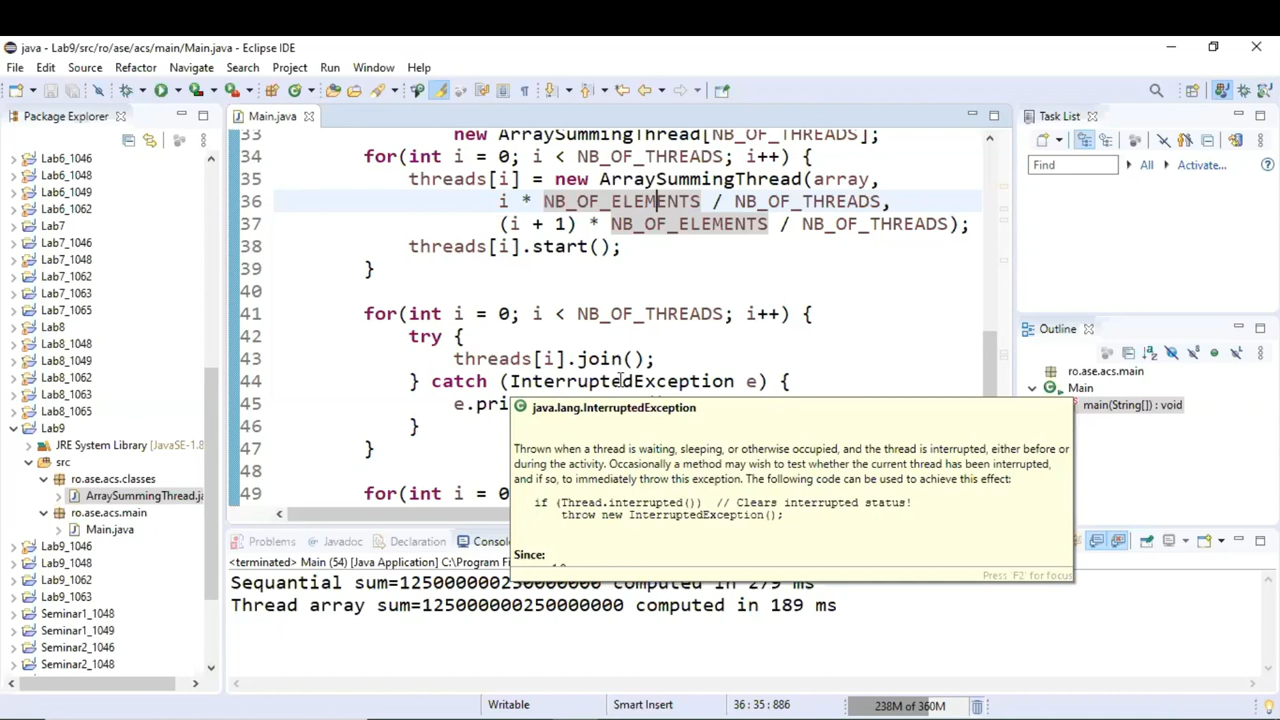 java - Lab9/src/ro/ase/acs/main/Main.java - Eclipse IDE
File Edit Source Refactor Navigate Search Project Run Window Help
Package Explorer
Lab6_1046
Lab6_1048
Lab6_1049
Lab6_1062
Lab7
Lab7_1048
Lab7_1062
Lab7_1063
Lab7_1065
Lab8
Lab8_1048
Lab8_1049
Lab8_1062
Lab8_1063
Lab8_1065
Lab9
JRE System Library [JavaSE-1.8
src
ro.ase.acs.classes
ArraySummingThread.ja
ro.ase.acs.main
Main.java
Lab9_1046
Lab9_1048
Lab9_1062
Lab9_1063
Seminar1_1048
Seminar1_1049
Seminar2_1046
Seminar2_1048
Main.java
33 new ArraySummingThread[NB_OF_THREADS];
34 for(int i = 0; i < NB_OF_THREADS; i++) {
35 threads[i] = new ArraySummingThread(array,
36 i * NB_OF_ELEMENTS / NB_OF_THREADS,
37 (i + 1) * NB_OF_ELEMENTS / NB_OF_THREADS);
38 threads[i].start();
39 }
40
41 for(int i = 0; i < NB_OF_THREADS; i++) {
42 try {
43 threads[i].join();
44 } catch (InterruptedException e) {
45 e.pri
46 }
47 }
48
49 for(int i = 0
java.lang.InterruptedException
Thrown when a thread is waiting, sleeping, or otherwise occupied, and the thread is interrupted, either before or
during the activity. Occasionally a method may wish to test whether the current thread has been interrupted,
and if so, to immediately throw this exception. The following code can be used to achieve this effect:
if (Thread.interrupted()) // Clears interrupted status!
throw new InterruptedException();
Since:
Press 'F2' for focus
Task List
Find All Activate...
Outline
ro.ase.acs.main
Main
main(String[]) : void
Problems Javadoc Declaration Consol
<terminated> Main (54) [Java Application] C:\Program F
Sequantial sum=125000000250000000 computed in 279 ms
Thread array sum=125000000250000000 computed in 189 ms
Writable Smart Insert 36 : 35 : 886 238M of 360M